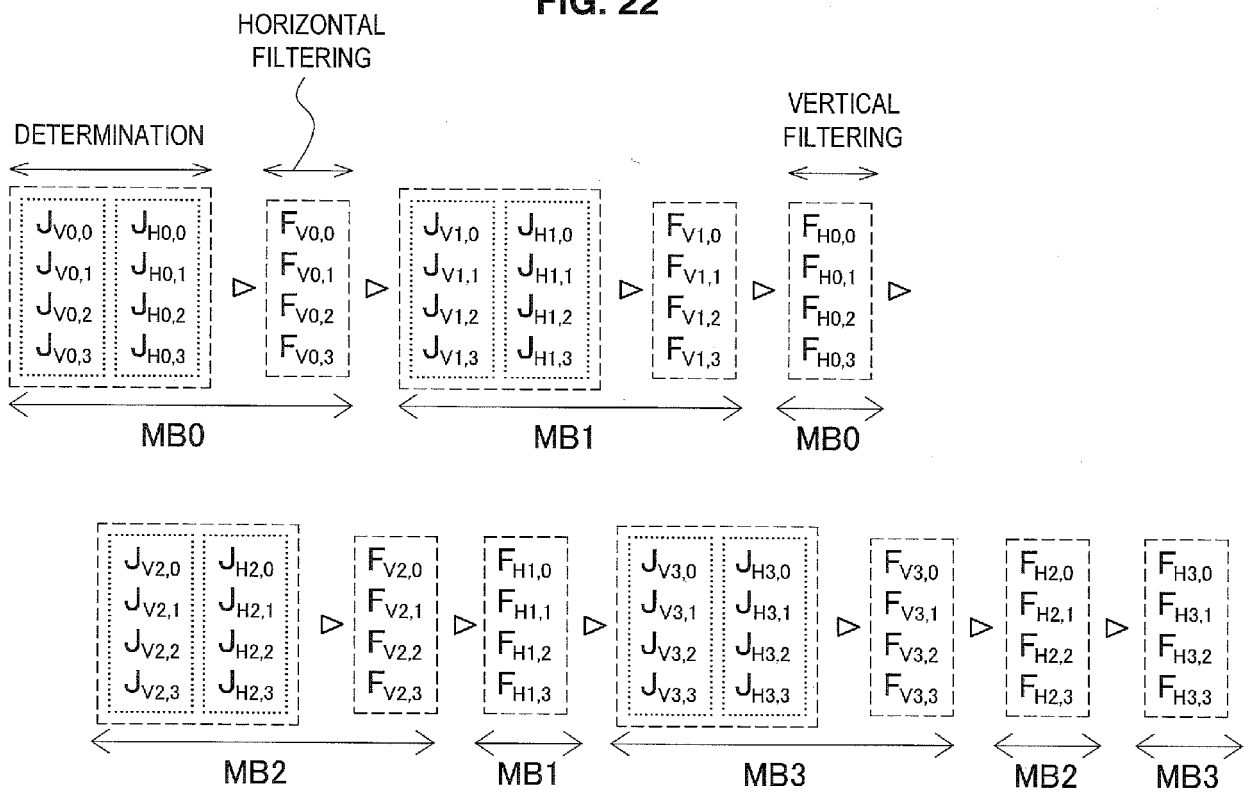 FIG. 22
HORIZONTAL
FILTERING
VERTICAL
FILTERING
DETERMINATION
JV0,0 JH0,0 FV0,0 JV1,0 JH1,0 FV1,0 FH0,0
JV0,1 JH0,1 FV0,1 JV1,1 JH1,1 FV1,1 FH0,1
JV0,2 JH0,2 FV0,2 JV1,2 JH1,2 FV1,2 FH0,2
JV0,3 JH0,3 FV0,3 JV1,3 JH1,3 FV1,3 FH0,3
MB0 MB1 MB0
JV2,0 JH2,0 FV2,0 FH1,0 JV3,0 JH3,0 FV3,0 FH2,0 FH3,0
JV2,1 JH2,1 FV2,1 FH1,1 JV3,1 JH3,1 FV3,1 FH2,1 FH3,1
JV2,2 JH2,2 FV2,2 FH1,2 JV3,2 JH3,2 FV3,2 FH2,2 FH3,2
JV2,3 JH2,3 FV2,3 FH1,3 JV3,3 JH3,3 FV3,3 FH2,3 FH3,3
MB2 MB1 MB3 MB2 MB3